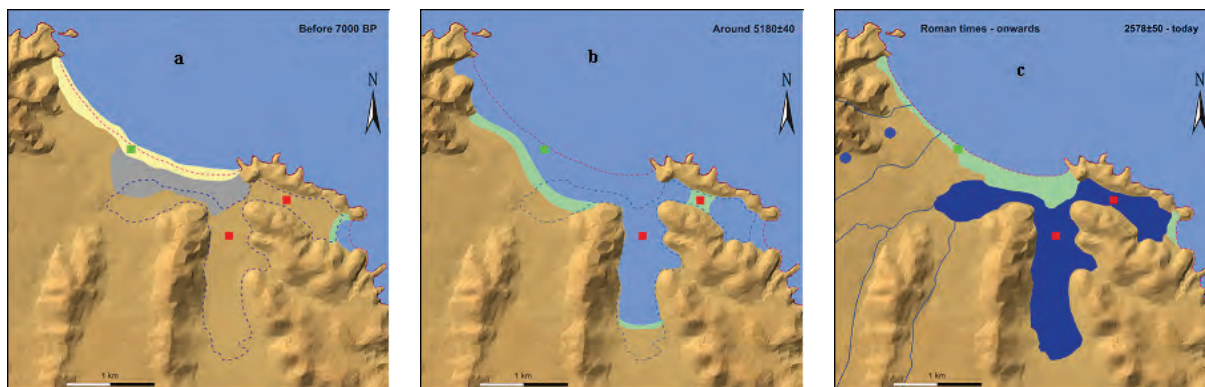 Before 7000 BP
a
N
1 km
Around 5180±40
b
N
1 km
Roman times - onwards 2578±50 - today
c
N
1 km